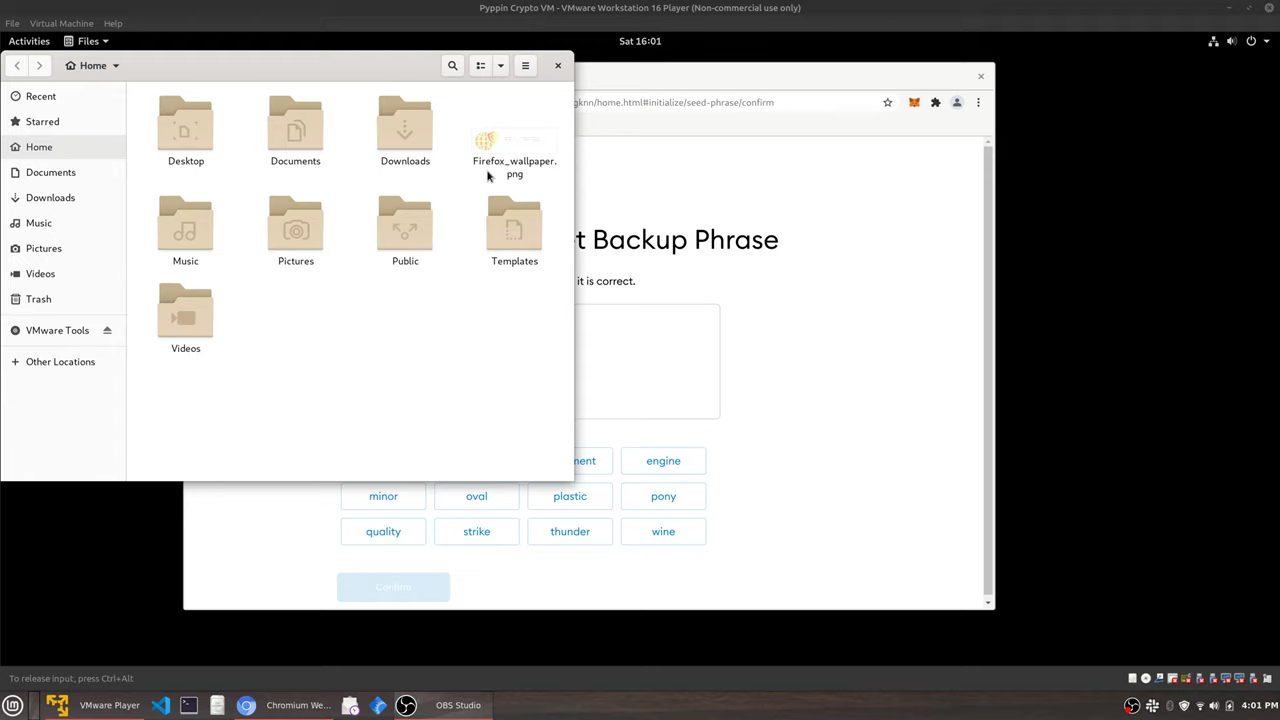 Pyppin Crypto VM - VMware Workstation 16 Player (Non-commercial use only)
File Virtual Machine Help
Activities Files Sat 16:01
Home
gknn/home.html#initialize/seed-phrase/confirm
Recent
Starred
Home
Documents
Downloads
Music
Pictures
Videos
Trash
VMware Tools
Other Locations
Desktop Documents Downloads Firefox_wallpaper.
png
Music Pictures Public Templates
Videos
t Backup Phrase
it is correct.
ment engine
minor oval plastic pony
quality strike thunder wine
Confirm
To release input, press Ctrl+Alt
VMware Player Chromium We... OBS Studio 4:01 PM